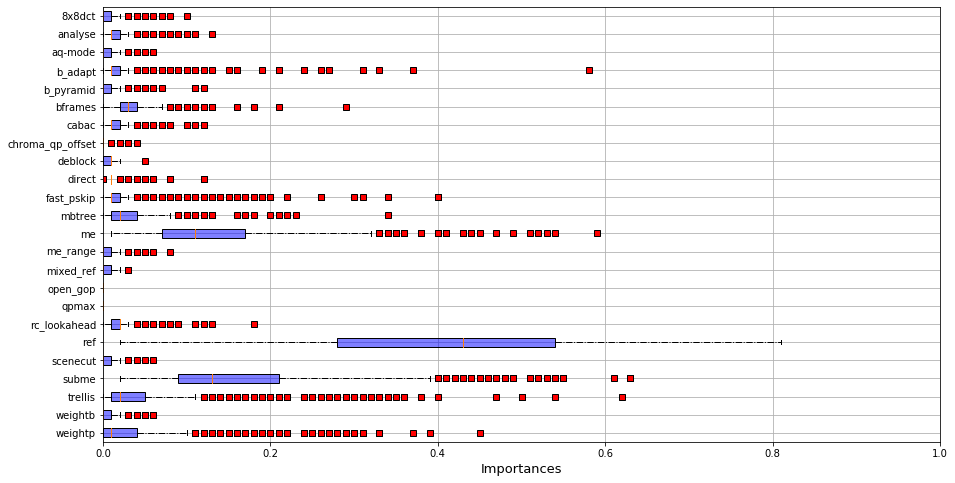 8x8dct
analyse
aq-mode
b_adapt
b_pyramid
bframes
cabac
chroma_qp_offset
deblock
direct
fast_pskip
mbtree
me
me_range
mixed_ref
open_gop
qpmax
rc_lookahead
ref
scenecut
subme
trellis
weightb
weightp
0.0 0.2 0.4 0.6 0.8 1.0
Importances